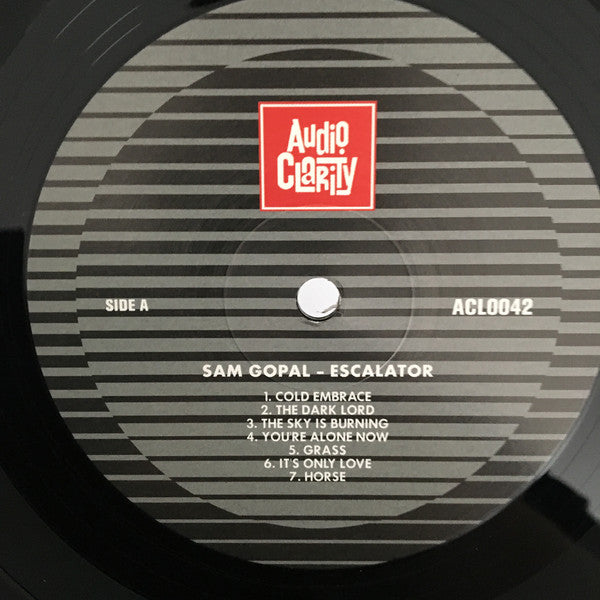 Audio
Clarity
SIDE A
ACL0042
SAM GOPAL – ESCALATOR
1. COLD EMBRACE
2. THE DARK LORD
3. THE SKY IS BURNING
4. YOU'RE ALONE NOW
5. GRASS
6. IT'S ONLY LOVE
7. HORSE